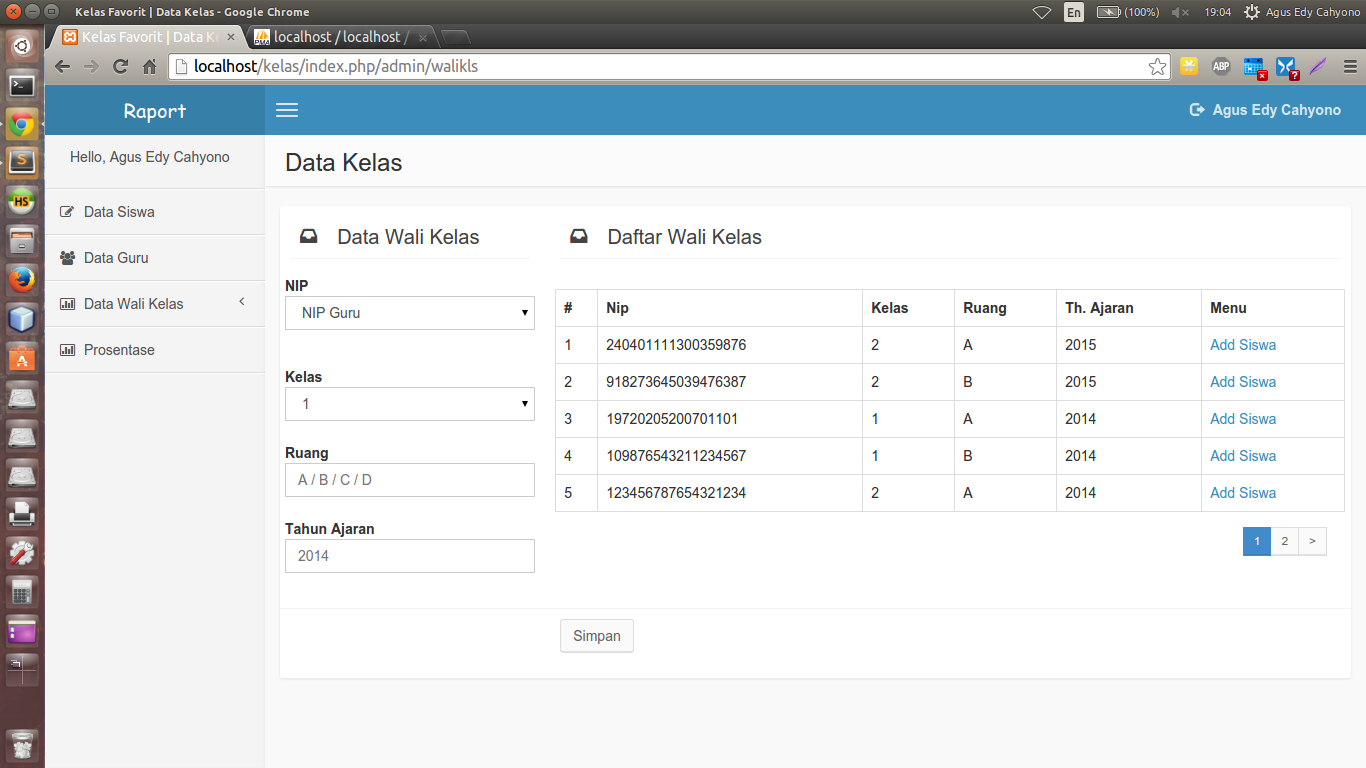 Kelas Favorit | Data Kelas - Google Chrome
En (100%) 19:04 Agus Edy Cahyono
Kelas Favorit | Data Ke × localhost / localhost / ×
localhost/kelas/index.php/admin/walikls
ABP
?
Raport
Agus Edy Cahyono
Hello, Agus Edy Cahyono
Data Siswa
Data Guru
Data Wali Kelas
Prosentase
Data Kelas
Data Wali Kelas
NIP
NIP Guru
Kelas
1
Ruang
A / B / C / D
Tahun Ajaran
2014
Daftar Wali Kelas
# Nip Kelas Ruang Th. Ajaran Menu
1 240401111300359876 2 A 2015 Add Siswa
2 918273645039476387 2 B 2015 Add Siswa
3 19720205200701101 1 A 2014 Add Siswa
4 109876543211234567 1 B 2014 Add Siswa
5 123456787654321234 2 A 2014 Add Siswa
1 2 >
Simpan
S
HS
A